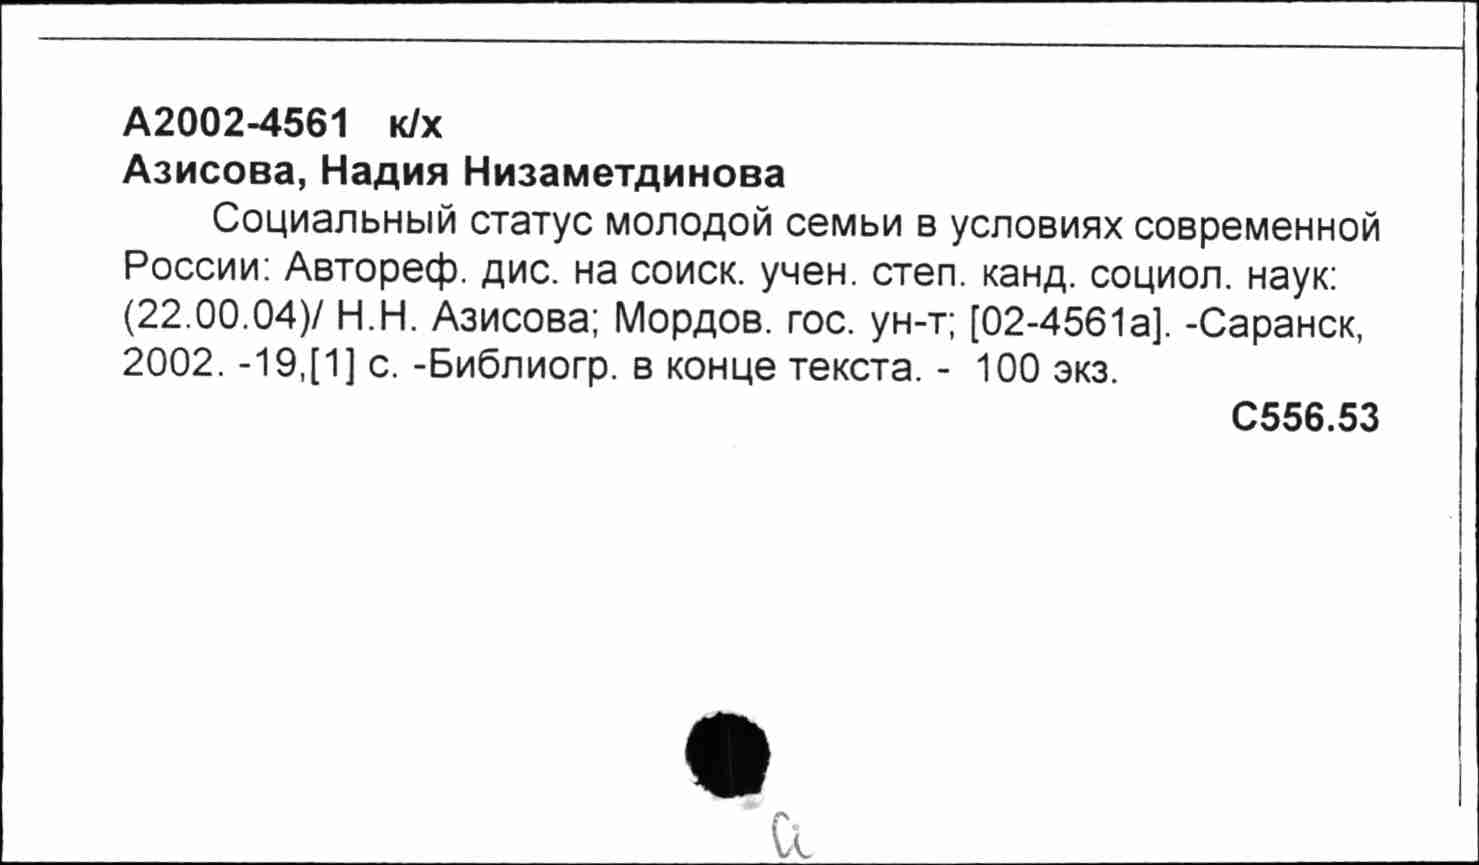 А2002-4561 к/х
Азисова, Надия Низаметдинова
Социальный статус молодой семьи в условиях современной
России: Автореф. дис. на соиск. учен. степ. канд. социол. наук:
(22.00.04)/ Н.Н. Азисова; Мордов. гос. ун-т; [02-4561а]. -Саранск,
2002. -19,[1] с. -Библиогр. в конце текста. - 100 экз.
С556.53